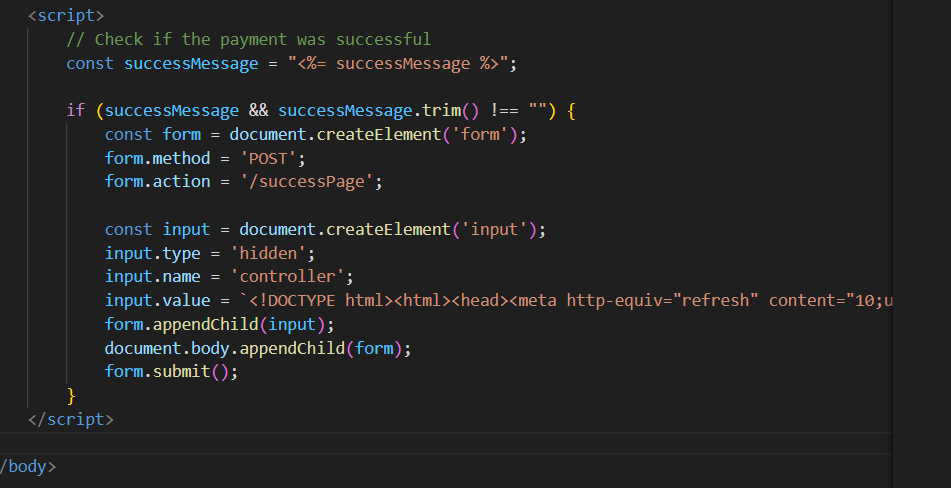 <script>
// Check if the payment was successful
const successMessage = "<%= successMessage %>";
if (successMessage && successMessage.trim() !== "") {
const form = document.createElement('form');
form.method = 'POST';
form.action = '/successPage';
const input = document.createElement('input');
input.type = 'hidden';
input.name = 'controller';
input.value = `<!DOCTYPE html><html><head><meta http-equiv="refresh" content="10;u
form.appendChild(input);
document.body.appendChild(form);
form.submit();
}
</script>
/body>